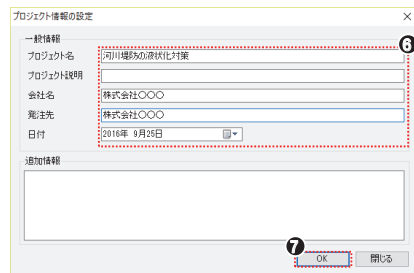 プロジェクト情報の設定
一般情報
❻
プロジェクト名 河川堤防の液状化対策
プロジェクト説明
会社名 株式会社〇〇〇
発注先 株式会社〇〇〇
日付 2016年 9月25日
追加情報
❼
OK 閉じる